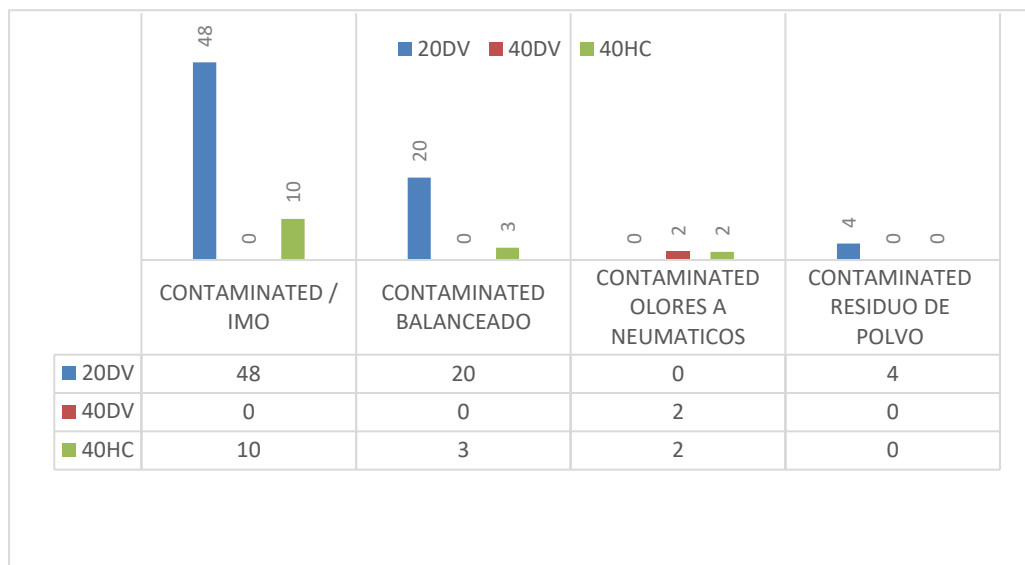 20DV 40DV 40HC
48 0 10 20 0 3 0 2 2 4 0 0
CONTAMINATED /
IMO
CONTAMINATED
BALANCEADO
CONTAMINATED
OLORES A
NEUMATICOS
CONTAMINATED
RESIDUO DE
POLVO
20DV 48 20 0 4
40DV 0 0 2 0
40HC 10 3 2 0